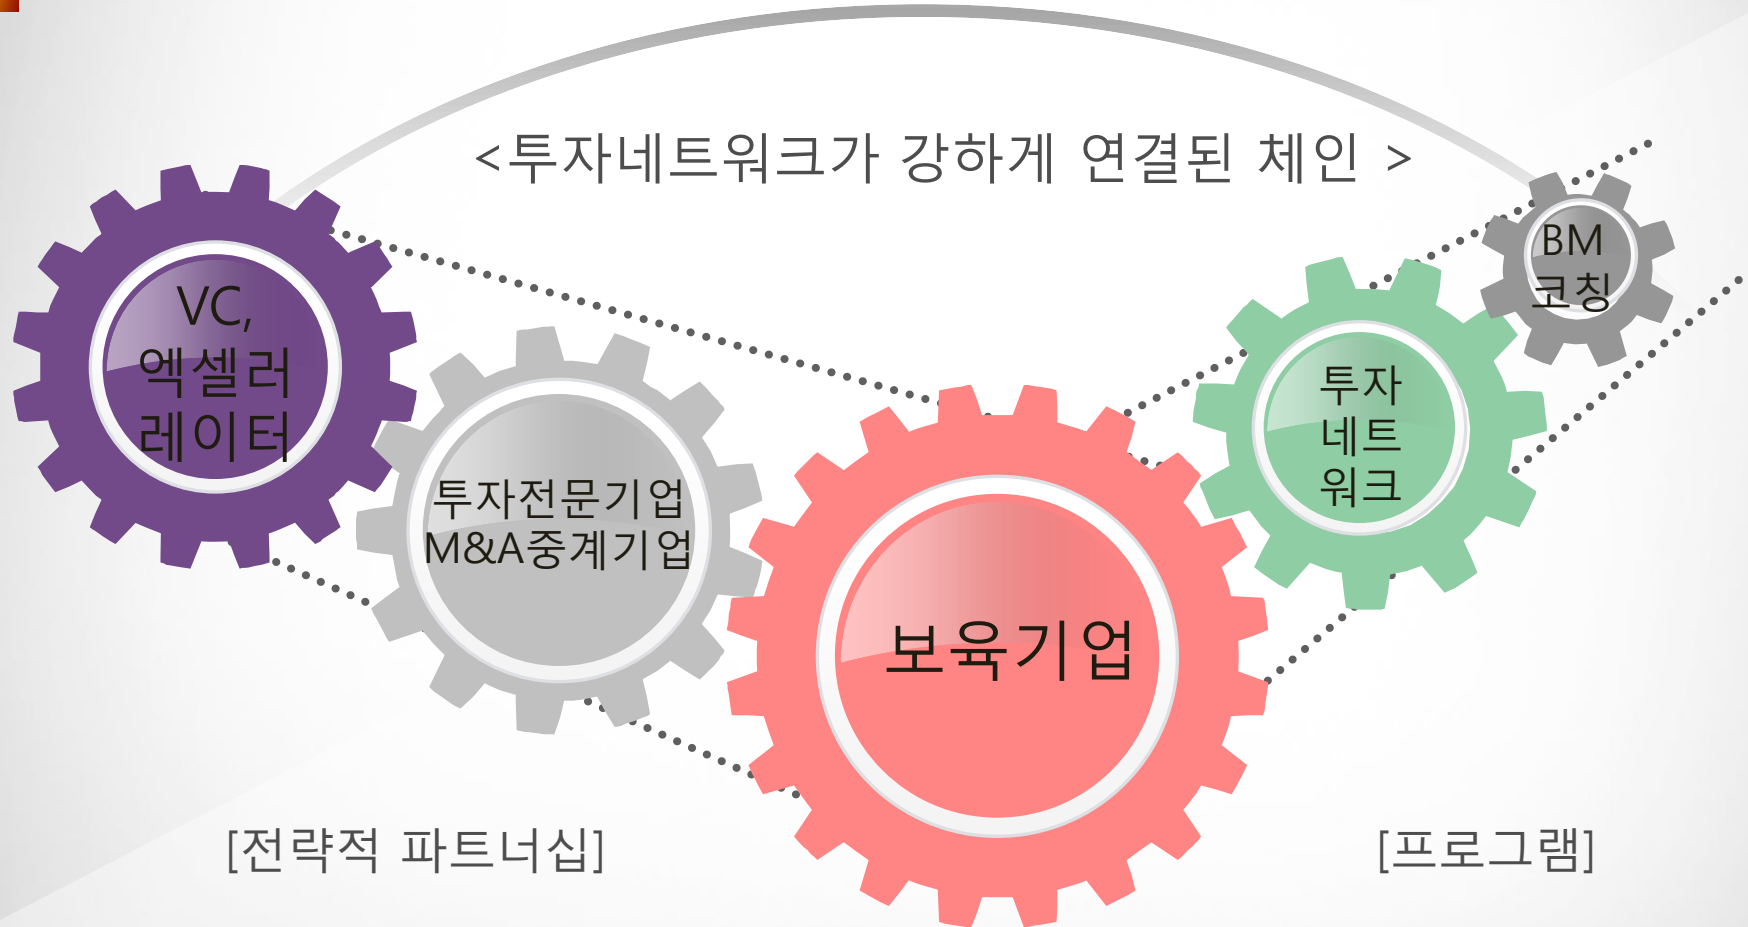 <투자네트워크가 강하게 연결된 체인 >
VC,
엑셀러
레이터
투자전문기업
M&A중계기업
보육기업
투자
네트
워크
BM
코칭
[전략적 파트너십]
[프로그램]